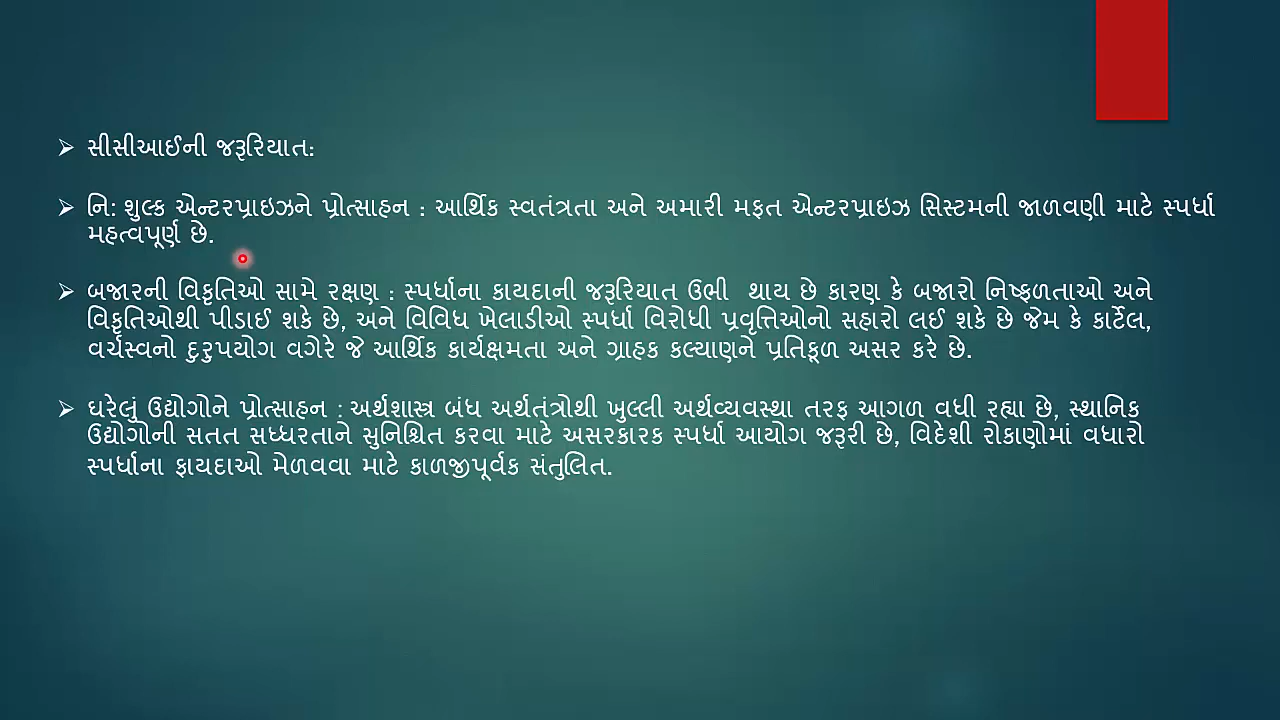 સીસીઆઈની જરૂરિયાત:
નિ: શુલ્ક એન્ટરપ્રાઇઝને પ્રોત્સાહન : આર્થિક સ્વતંત્રતા અને અમારી મફત એન્ટરપ્રાઇઝ સિસ્ટમની જાળવણી માટે સ્પર્ધા
મહત્વપૂર્ણ છે.
બજારની વિકૃતિઓ સામે રક્ષણ : સ્પર્ધાના કાયદાની જરૂરિયાત ઉભી થાય છે કારણ કે બજારો નિષ્ફળતાઓ અને
વિકૃતિઓથી પીડાઈ શકે છે, અને વિવિધ ખેલાડીઓ સ્પર્ધા વિરોધી પ્રવૃત્તિઓનો સહારો લઈ શકે છે જેમ કે કાર્ટેલ,
વર્ચસ્વનો દુરુપયોગ વગેરે જે આર્થિક કાર્યક્ષમતા અને ગ્રાહક કલ્યાણને પ્રતિકૂળ અસર કરે છે.
ઘરેલું ઉદ્યોગોને પ્રોત્સાહન : અર્થશાસ્ત્ર બંધ અર્થતંત્રોથી ખુલ્લી અર્થવ્યવસ્થા તરફ આગળ વધી રહ્યા છે, સ્થાનિક
ઉદ્યોગોની સતત સધ્ધરતાને સુનિશ્ચિત કરવા માટે અસરકારક સ્પર્ધા આયોગ જરૂરી છે, વિદેશી રોકાણોમાં વધારો
સ્પર્ધાના ફાયદાઓ મેળવવા માટે કાળજીપૂર્વક સંતુલિત.